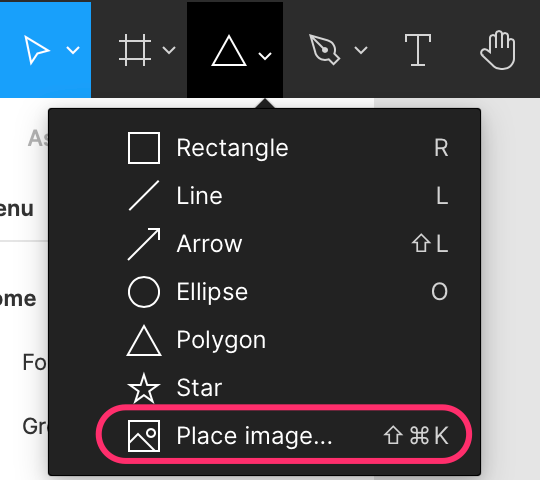 As
enu
ome
Fo
Gr
Rectangle R
Line L
Arrow ⇧L
Ellipse O
Polygon
Star
Place image... ⇧⌘K